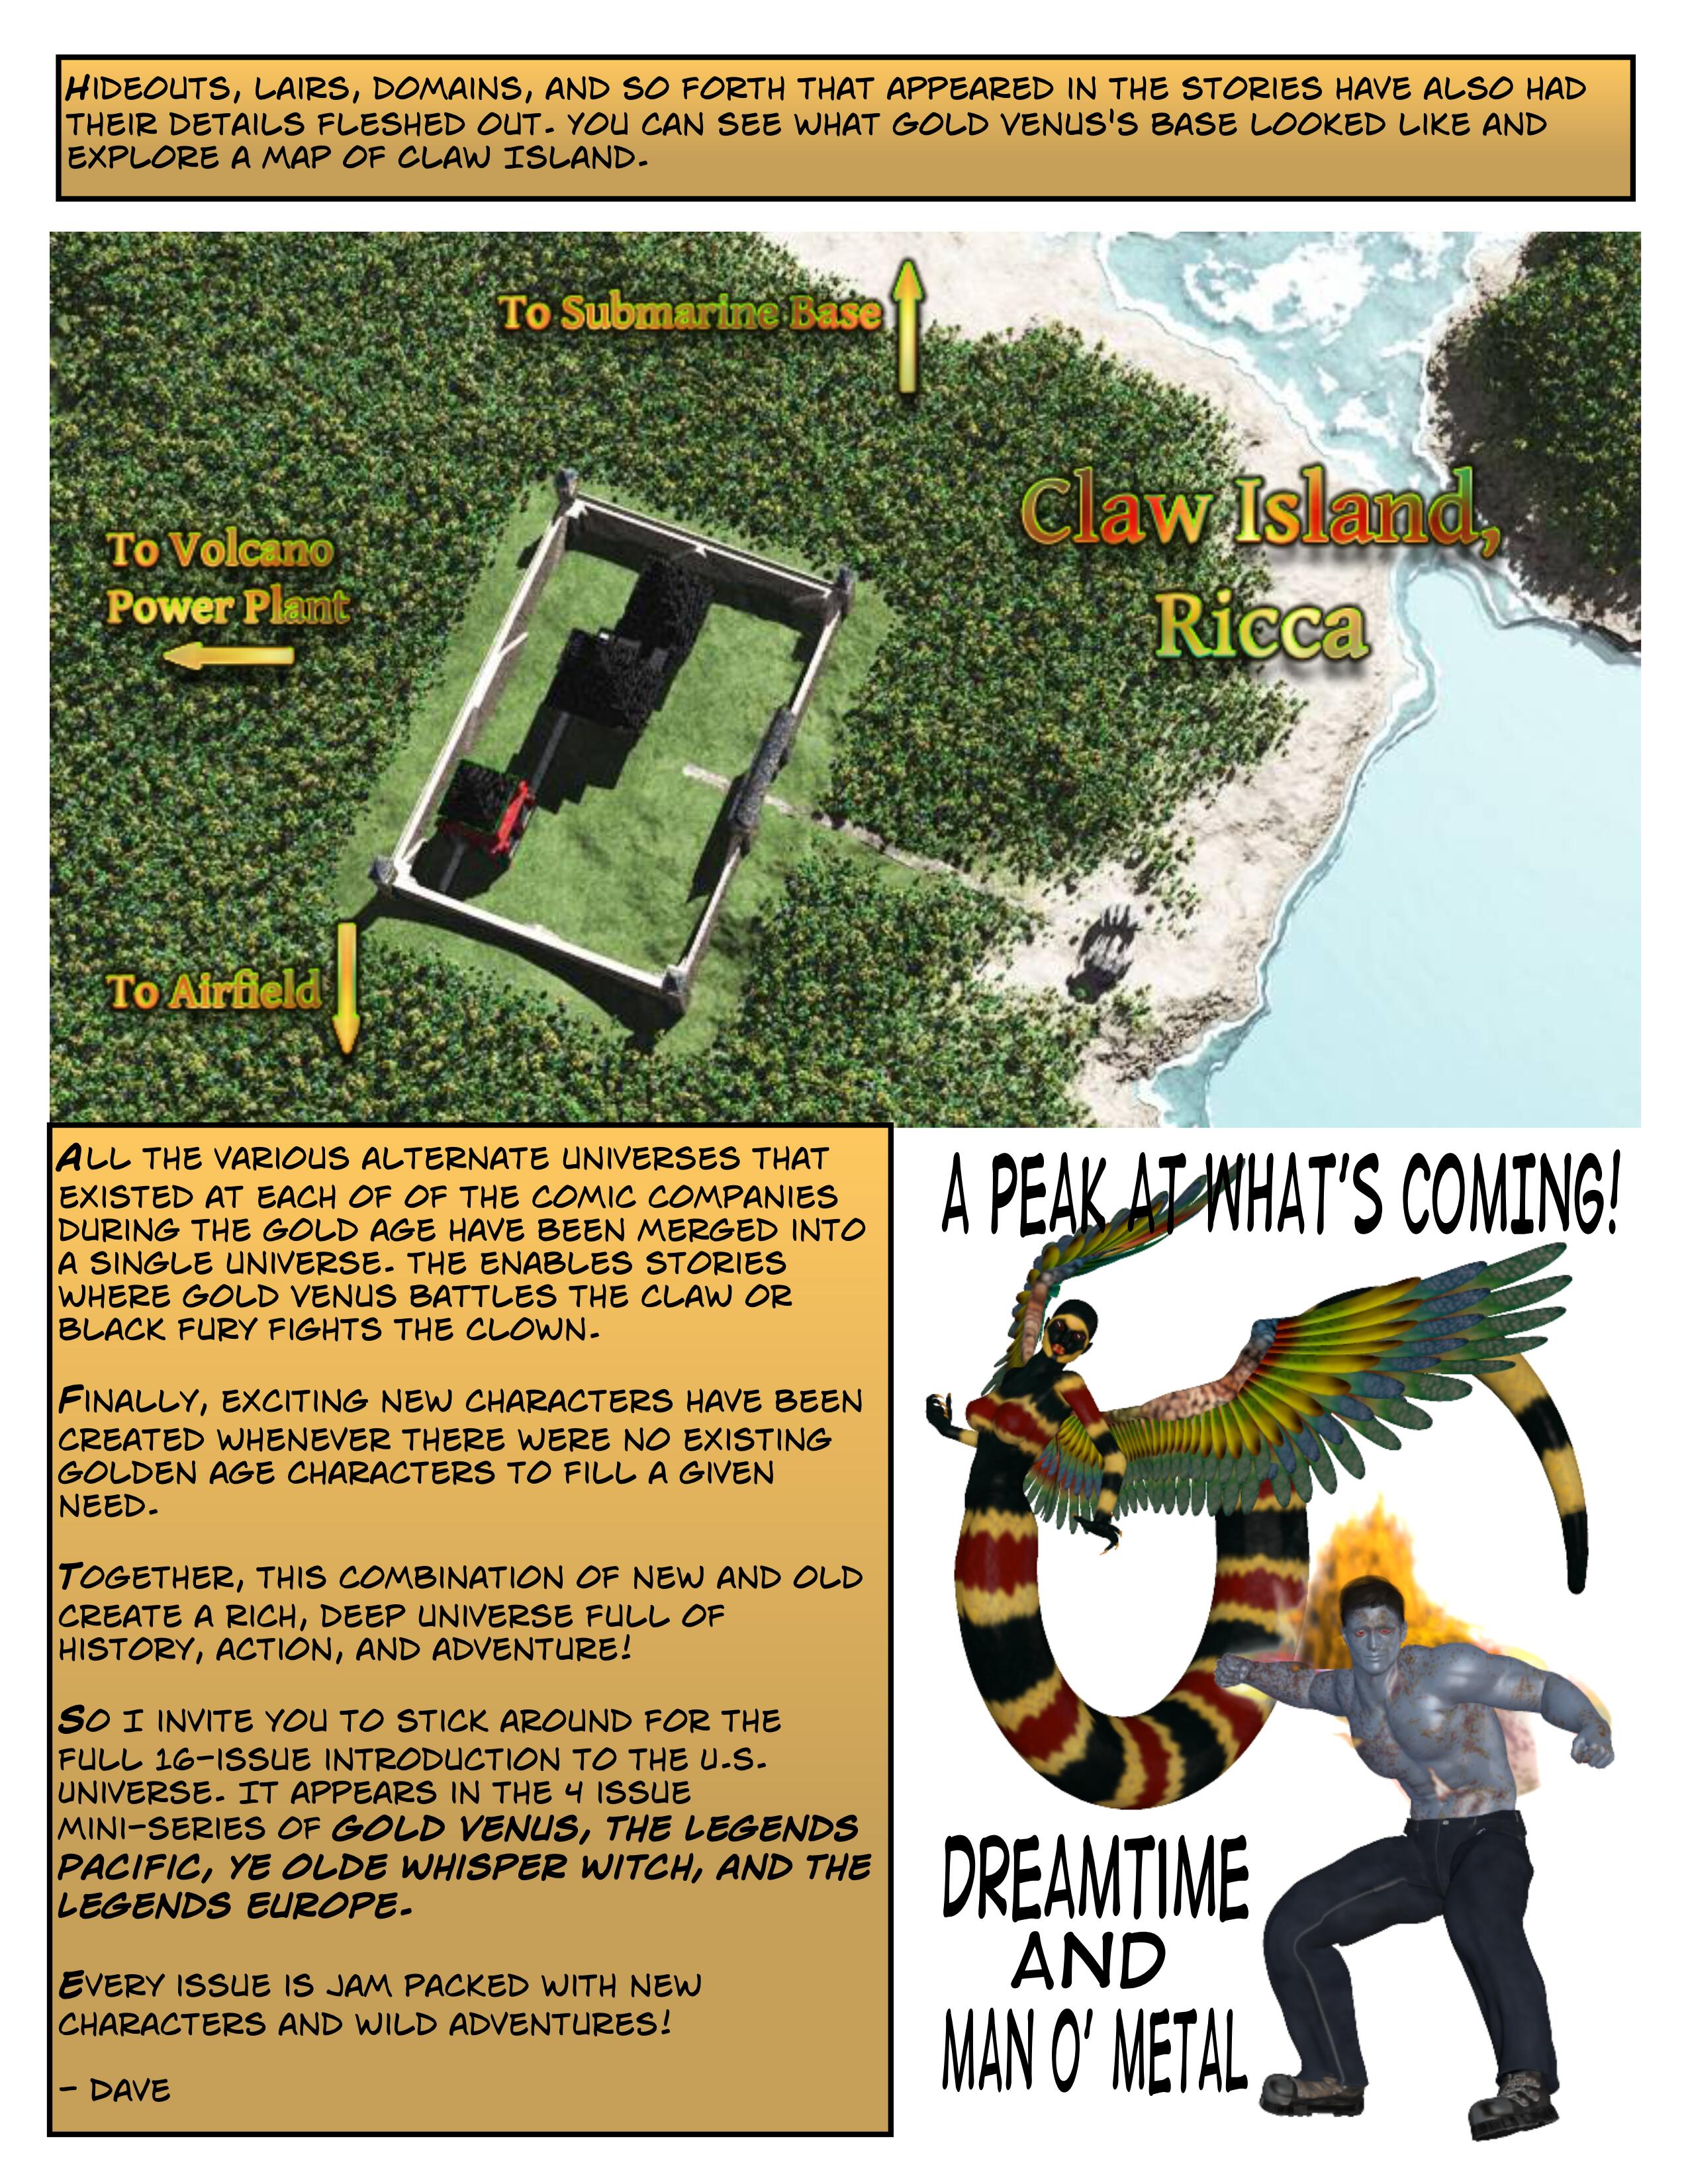 HIDEOUTS, LAIRS, DOMAINS, AND SO FORTH THAT APPEARED IN THE STORIES HAVE ALSO HAD
THEIR DETAILS FLESHED OUT. YOU CAN SEE WHAT GOLD VENUS'S BASE LOOKED LIKE AND
EXPLORE A MAP OF CLAW ISLAND.
To Submarine Base
Claw Island,
Ricca
To Volcano
Power Plant
To Airfield
ALL THE VARIOUS ALTERNATE UNIVERSES THAT
EXISTED AT EACH OF OF THE COMIC COMPANIES
DURING THE GOLD AGE HAVE BEEN MERGED INTO
A SINGLE UNIVERSE. THE ENABLES STORIES
WHERE GOLD VENUS BATTLES THE CLAW OR
BLACK FURY FIGHTS THE CLOWN.
FINALLY, EXCITING NEW CHARACTERS HAVE BEEN
CREATED WHENEVER THERE WERE NO EXISTING
GOLDEN AGE CHARACTERS TO FILL A GIVEN
NEED.
TOGETHER, THIS COMBINATION OF NEW AND OLD
CREATE A RICH, DEEP UNIVERSE FULL OF
HISTORY, ACTION, AND ADVENTURE!
SO I INVITE YOU TO STICK AROUND FOR THE
FULL 16-ISSUE INTRODUCTION TO THE U.S.
UNIVERSE. IT APPEARS IN THE 4 ISSUE
MINI-SERIES OF GOLD VENUS, THE LEGENDS
PACIFIC, YE OLDE WHISPER WITCH, AND THE
LEGENDS EUROPE.
EVERY ISSUE IS JAM PACKED WITH NEW
CHARACTERS AND WILD ADVENTURES!
- DAVE
A PEAK AT WHAT'S COMING!
DREAMTIME
AND
MAN O' METAL